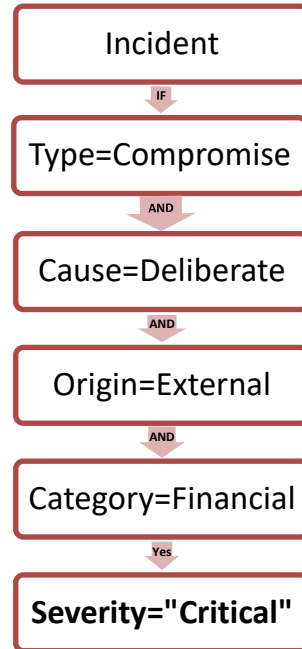 Incident
IF
Type=Compromise
AND
Cause=Deliberate
AND
Origin=External
AND
Category=Financial
Yes
Severity="Critical"